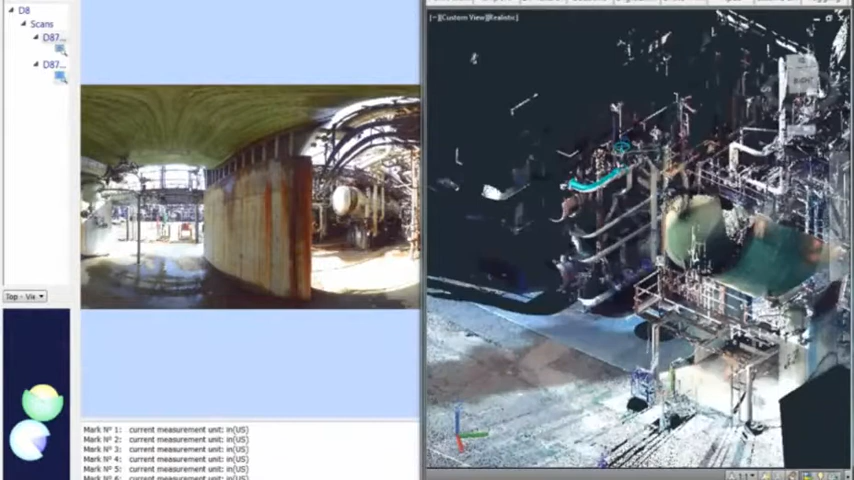 D8
Scans
D87...
D87...
Top - Vie
Mark Nº 1: current measurement unit: in(US)
Mark Nº 2: current measurement unit: in(US)
Mark Nº 3: current measurement unit: in(US)
Mark Nº 4: current measurement unit: in(US)
Mark Nº 5: current measurement unit: in(US)
[−][Custom View][Realistic]
RIGHT